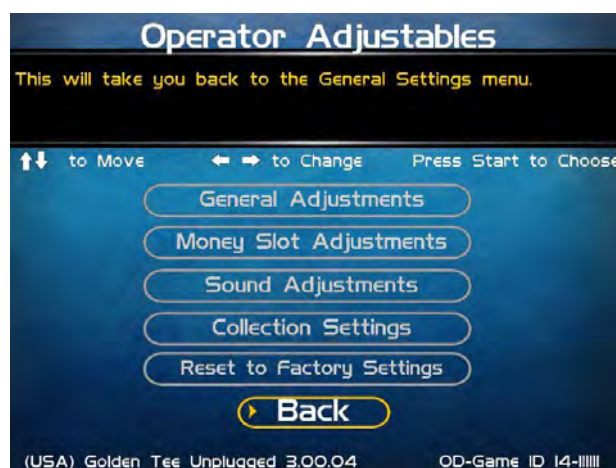 Operator Adjustables
This will take you back to the General Settings menu.
to Move to Change Press Start to Choose
General Adjustments
Money Slot Adjustments
Sound Adjustments
Collection Settings
Reset to Factory Settings
Back
(USA) Golden Tee Unplugged 3.00.04 OD-Game ID 14-111111